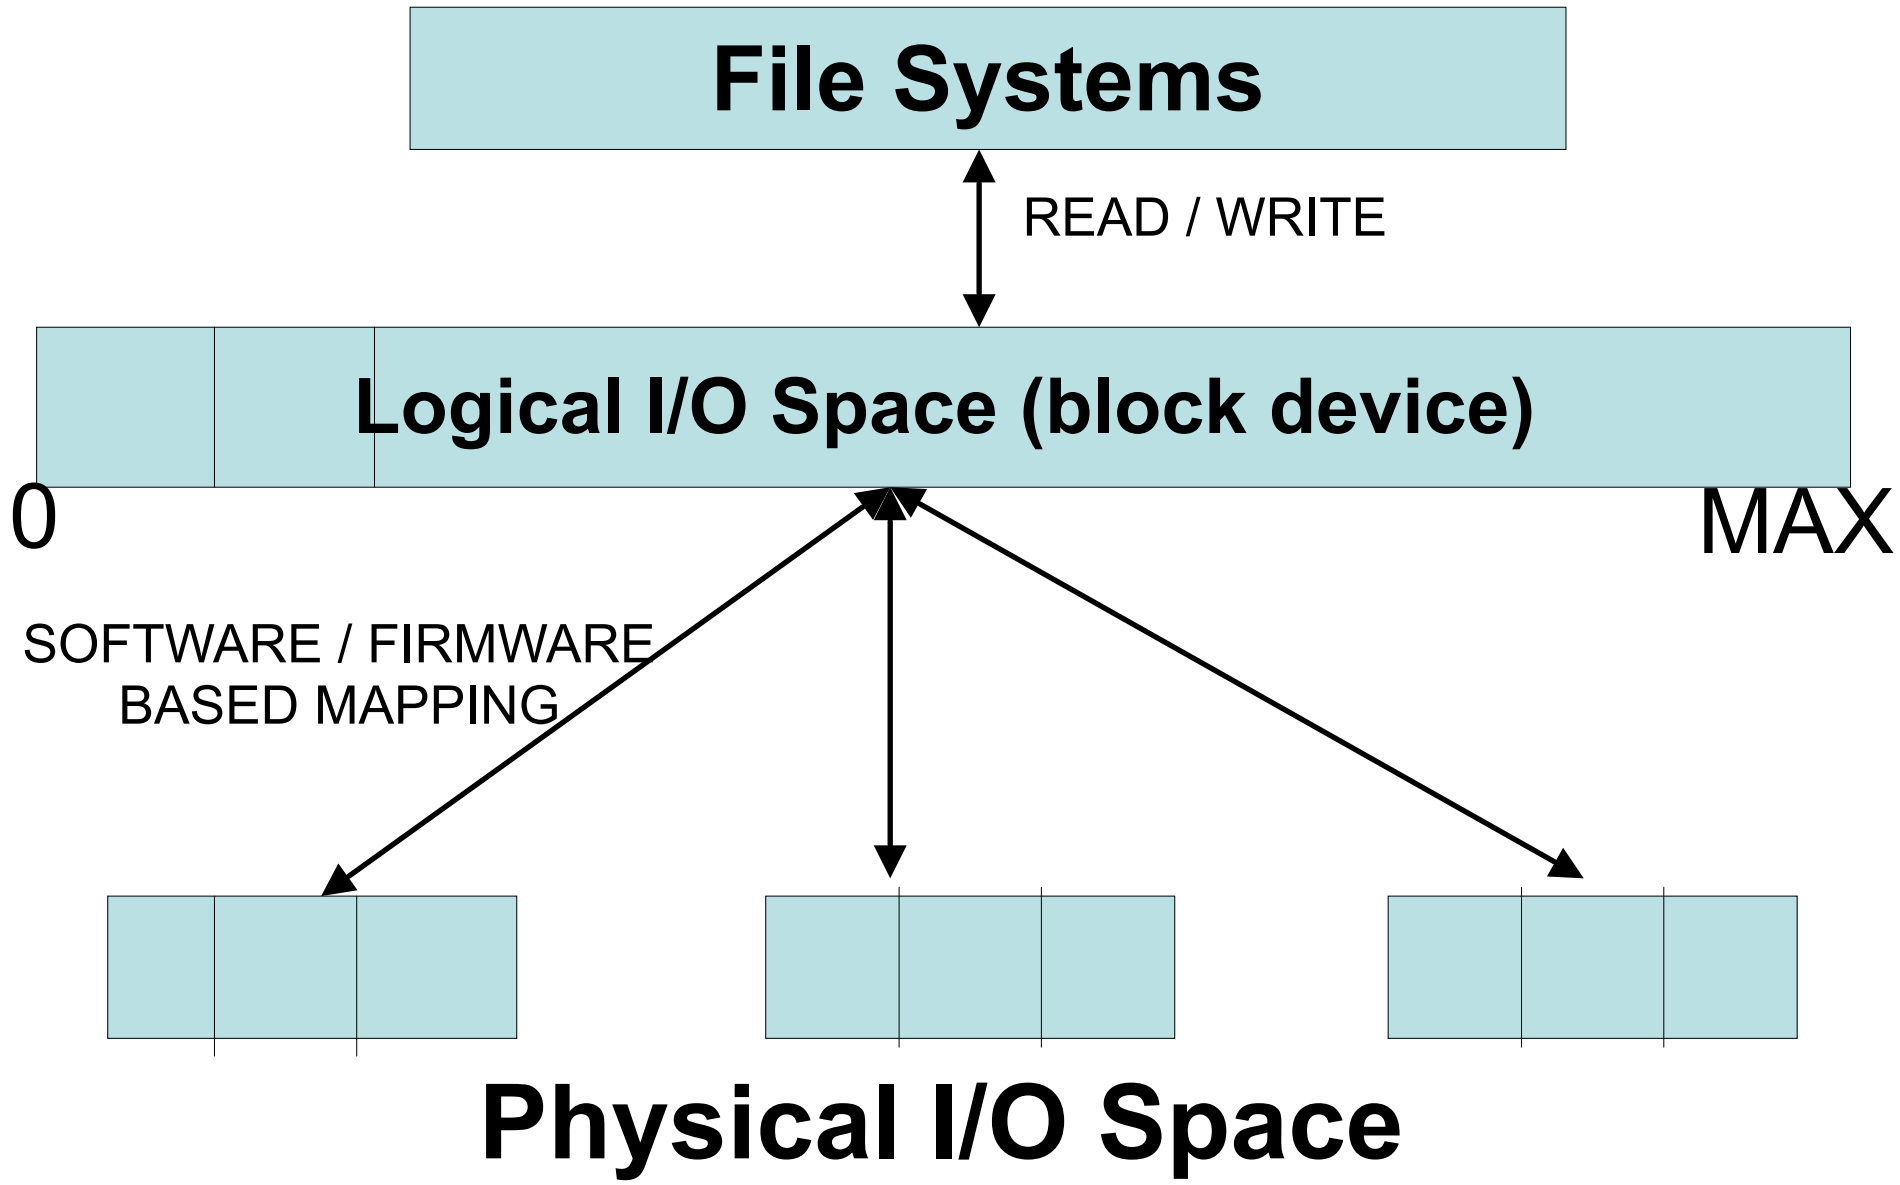 File Systems
READ / WRITE
Logical I/O Space (block device)
0
MAX
SOFTWARE / FIRMWARE
BASED MAPPING
Physical I/O Space